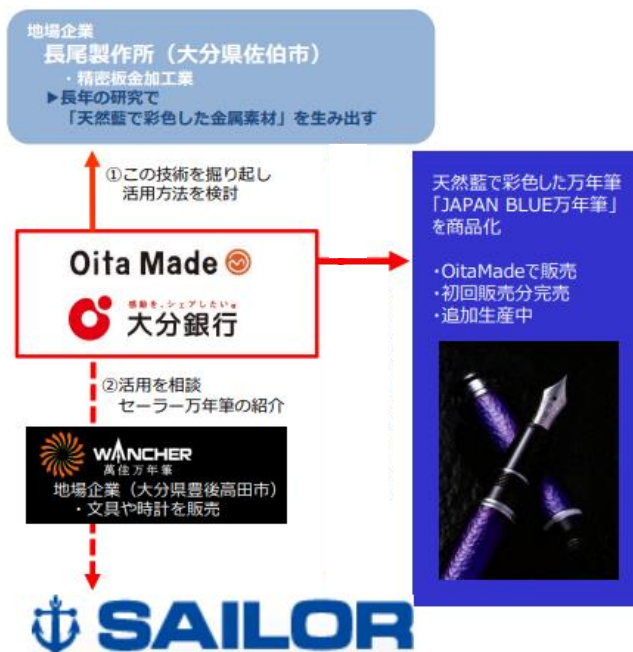 地場企業
長尾製作所（大分県佐伯市）
・精密板金加工業
▶長年の研究で
「天然藍で彩色した金属素材」を生み出す
①この技術を掘り起し
活用方法を検討
Oita Made
感動を、シェアしたい。
大分銀行
天然藍で彩色した万年筆
「JAPAN BLUE万年筆」
を商品化
・OitaMadeで販売
・初回販売分完売
・追加生産中
②活用を相談
セーラー万年筆の紹介
WANCHER
萬佳万年筆
地場企業（大分県豊後高田市）
・文具や時計を販売
SAILOR